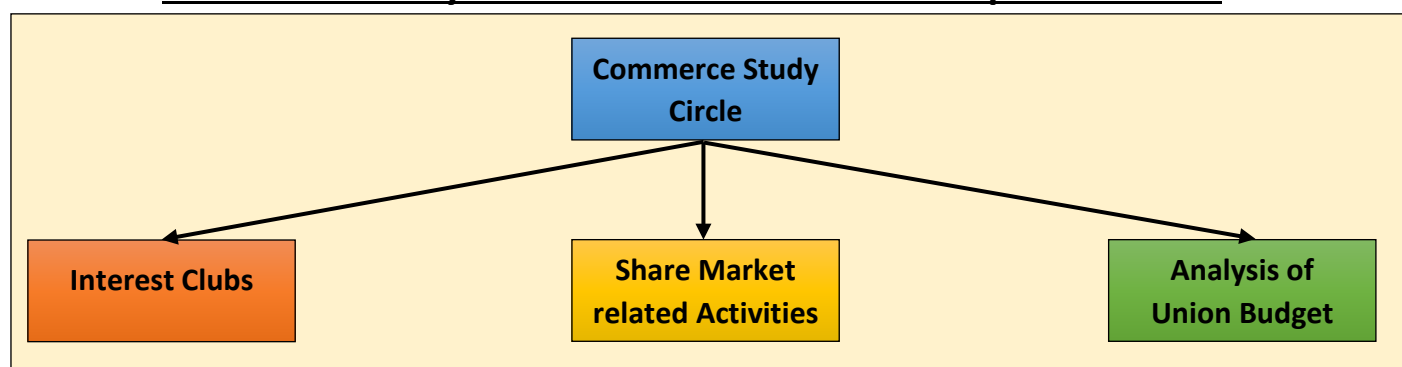 Commerce Study
Circle
Interest Clubs
Share Market
related Activities
Analysis of
Union Budget